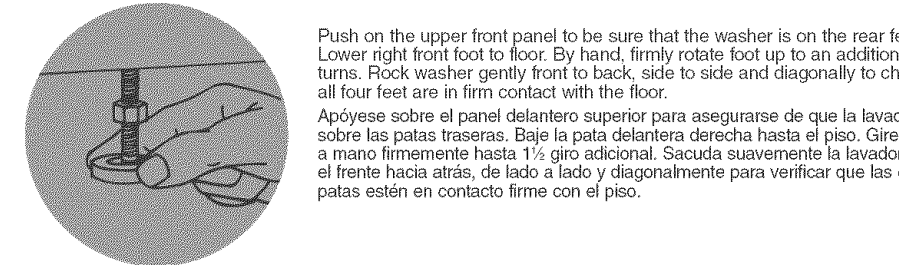 Push on the upper front panel to be sure that the washer is on the rear
Lower right front foot to floor. By hand, firmly rotate foot up to an
turns. Rock washer gently front to back, side to side and diagonally to
all four feet are in firm contact with the floor.
Apóyese sobre el panel delantero superior para asegurarse de que la
sobre las patas traseras. Baje la pata delantera derecha hasta el piso. Gire
a mano firmemente hasta 1½ giro adicional. Sacuda suavemente la
el frente hacia atrás, de lado a lado y diagonalmente para verificar que las
patas estén en contacto firme con el piso.